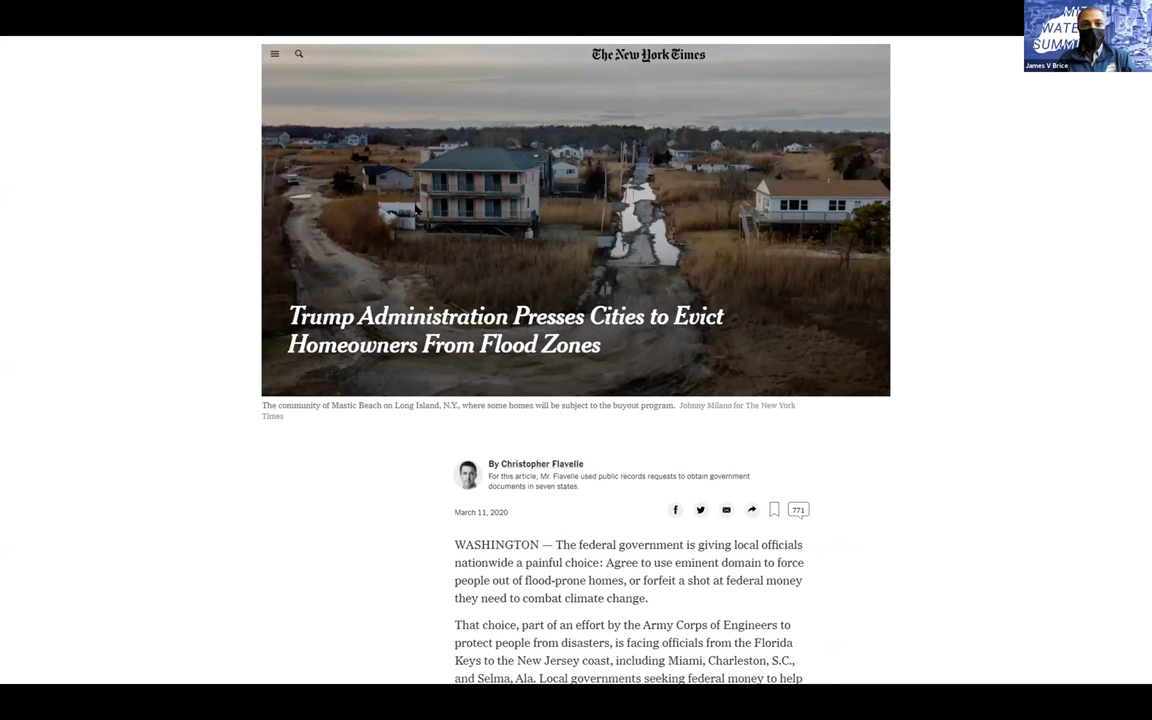 WATE
SUMM
James V Brice
The New York Times
Trump Administration Presses Cities to Evict
Homeowners From Flood Zones
The community of Mastic Beach on Long Island, N.Y., where some homes will be subject to the buyout program. Johnny Milano for The New York
Times
By Christopher Flavelle
For this article, Mr. Flavelle used public records requests to obtain government
documents in seven states.
March 11, 2020
771
WASHINGTON — The federal government is giving local officials
nationwide a painful choice: Agree to use eminent domain to force
people out of flood-prone homes, or forfeit a shot at federal money
they need to combat climate change.
That choice, part of an effort by the Army Corps of Engineers to
protect people from disasters, is facing officials from the Florida
Keys to the New Jersey coast, including Miami, Charleston, S.C.,
and Selma, Ala. Local governments seeking federal money to help